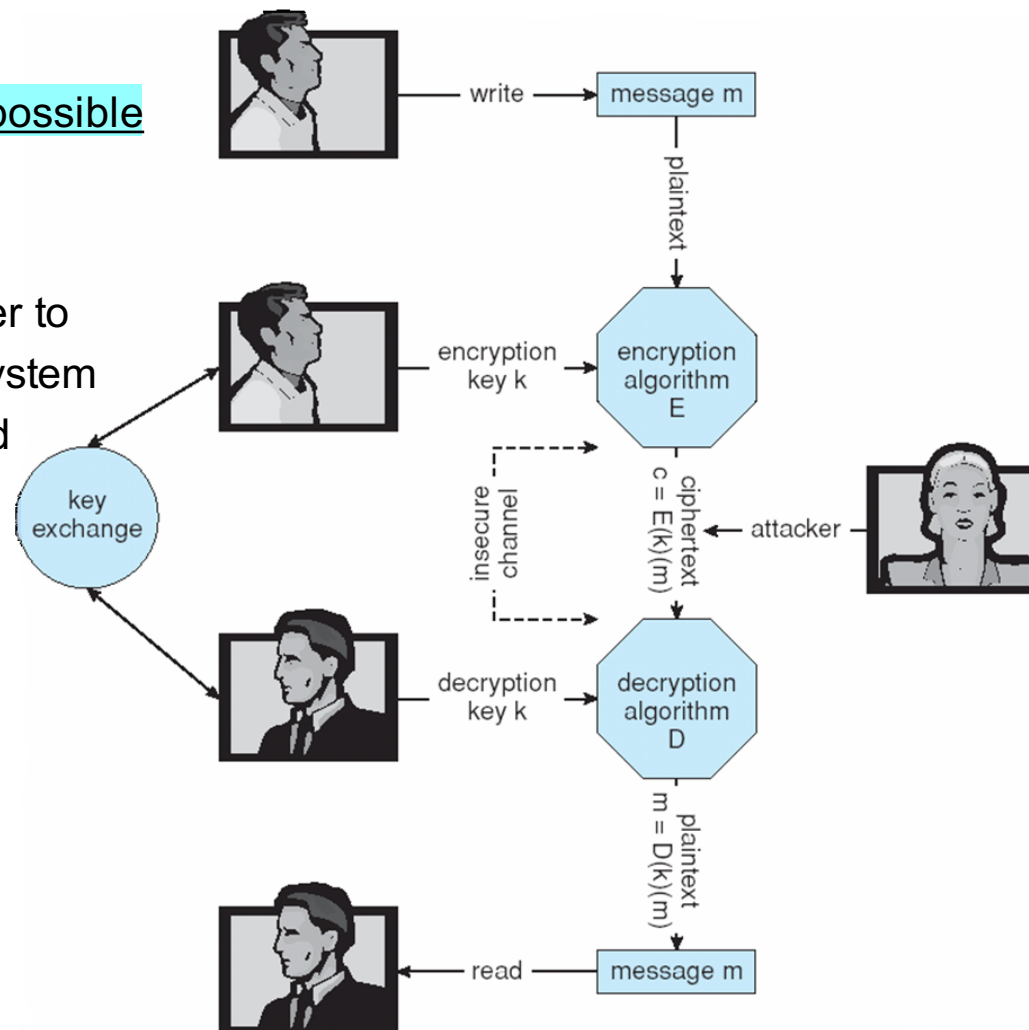 possible
er to
ystem
d
write
message m
plaintext
encryption
key k
encryption
algorithm
E
key
exchange
insecure
channel
ciphertext
c = E(k)(m)
attacker
decryption
key k
decryption
algorithm
D
plaintext
m = D(k)(m)
read
message m